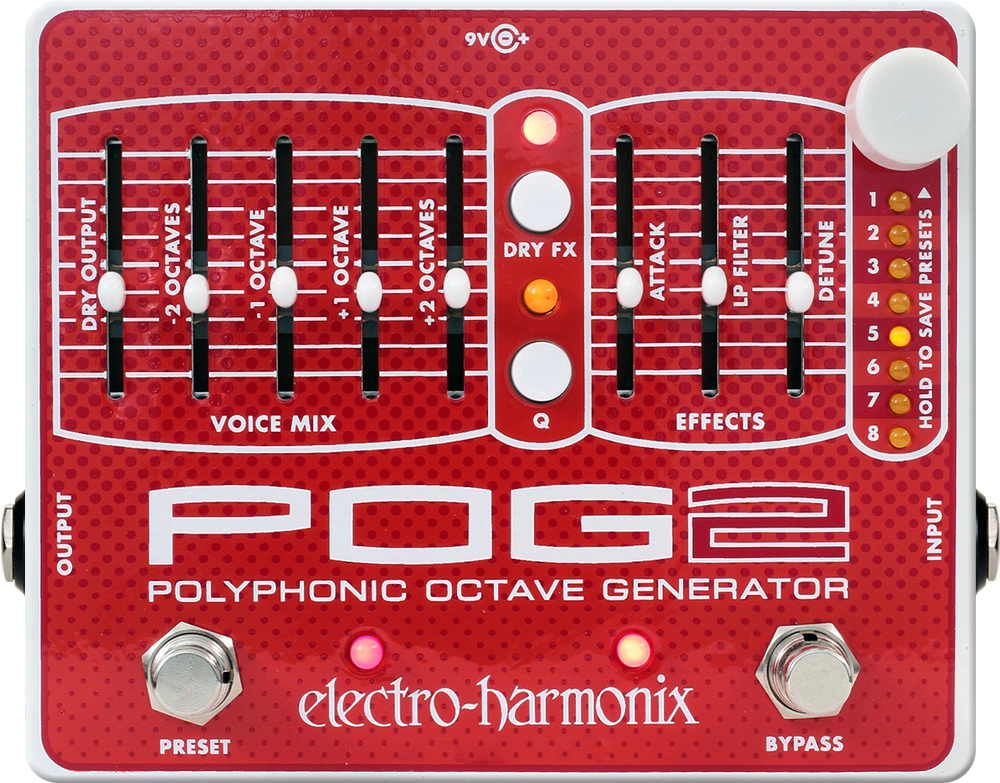 9V +
DRY OUTPUT
-2 OCTAVES
-1 OCTAVE
+1 OCTAVE
+2 OCTAVES
VOICE MIX
DRY FX
Q
ATTACK
LP FILTER
DETUNE
EFFECTS
1
2
3
4
5
6
7
8
HOLD TO SAVE PRESETS
OUTPUT
INPUT
POG2
POLYPHONIC OCTAVE GENERATOR
electro-harmonix
PRESET
BYPASS